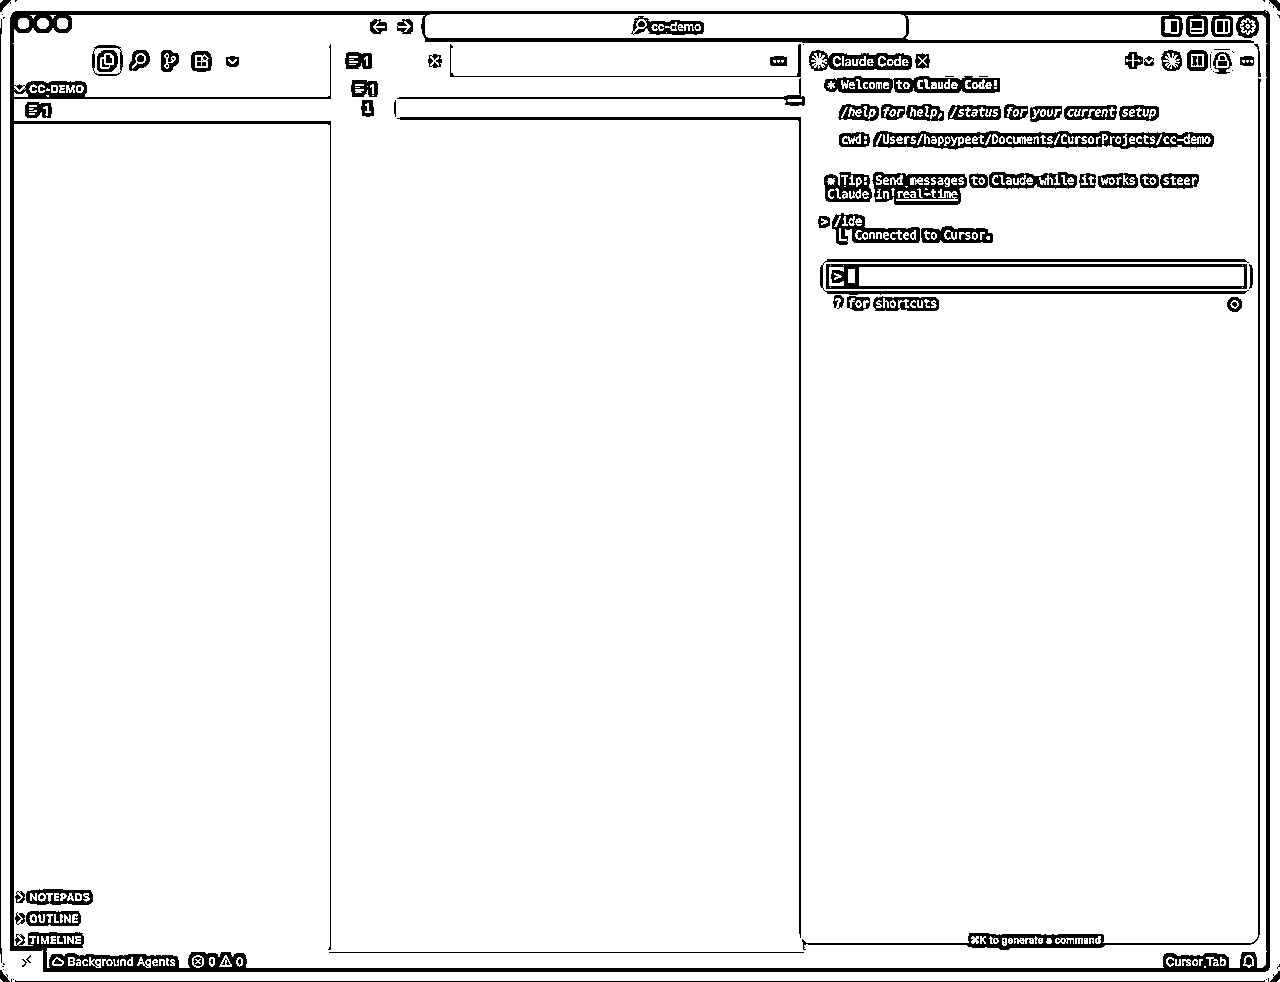 cc-demo
1
Claude Code
CC-DEMO
1
1
1
* Welcome to Claude Code!
/help for help, /status for your current setup
cwd: /Users/happypeet/Documents/CursorProjects/cc-demo
* Tip: Send messages to Claude while it works to steer
Claude in real-time
> /ide
└ Connected to Cursor.
>
? for shortcuts
NOTEPADS
OUTLINE
TIMELINE
⌘K to generate a command
Background Agents
0
0
Cursor Tab